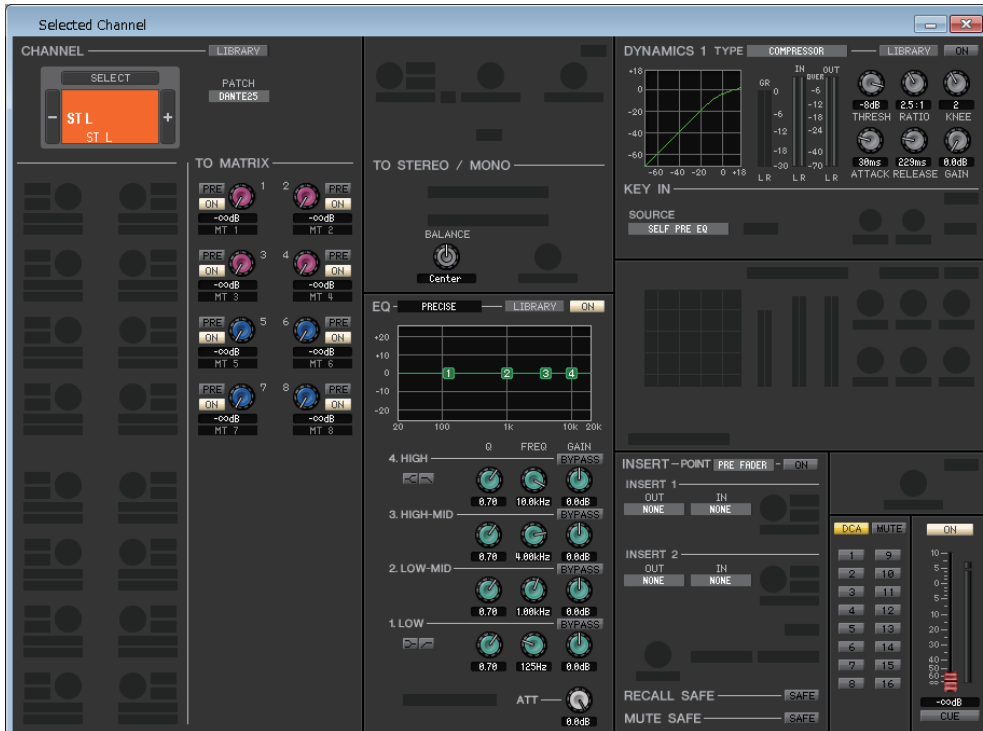 Selected Channel
CHANNEL
LIBRARY
SELECT
ST L
ST L
- +
PATCH
DANTE25
TO MATRIX
PRE 1 2 PRE
ON ON
-∞dB -∞dB
MT 1 MT 2
PRE 3 4 PRE
ON ON
-∞dB -∞dB
MT 3 MT 4
PRE 5 6 PRE
ON ON
-∞dB -∞dB
MT 5 MT 6
PRE 7 8 PRE
ON ON
-∞dB -∞dB
MT 7 MT 8
TO STEREO / MONO
BALANCE
Center
EQ PRECISE LIBRARY ON
+20
+10
0
-10
-20
1 2 3 4
20 100 1k 10k 20k
Q FREQ GAIN
4. HIGH BYPASS
0.70 10.0kHz 0.0dB
3. HIGH-MID BYPASS
0.70 4.00kHz 0.0dB
2. LOW-MID BYPASS
0.70 1.00kHz 0.0dB
1. LOW BYPASS
0.70 125Hz 0.0dB
ATT
0.0dB
DYNAMICS 1 TYPE COMPRESSOR LIBRARY ON
+18
0
-20
-40
-60
-60 -40 -20 0 +18
GR
0
-6
-12
-18
-30
L R
IN OUT
OVER
-6
-12
-18
-24
-40
-70
L R L R
-8dB 2.5:1 2
THRESH RATIO KNEE
30ms 229ms 0.0dB
ATTACK RELEASE GAIN
KEY IN
SOURCE
SELF PRE EQ
INSERT POINT PRE FADER - ON
INSERT 1
OUT IN
NONE NONE
INSERT 2
OUT IN
NONE NONE
RECALL SAFE SAFE
MUTE SAFE SAFE
DCA MUTE
1 9
2 10
3 11
4 12
5 13
6 14
7 15
8 16
ON
10
5
0
5
10
20
30
40
50
60
∞
-∞dB
CUE